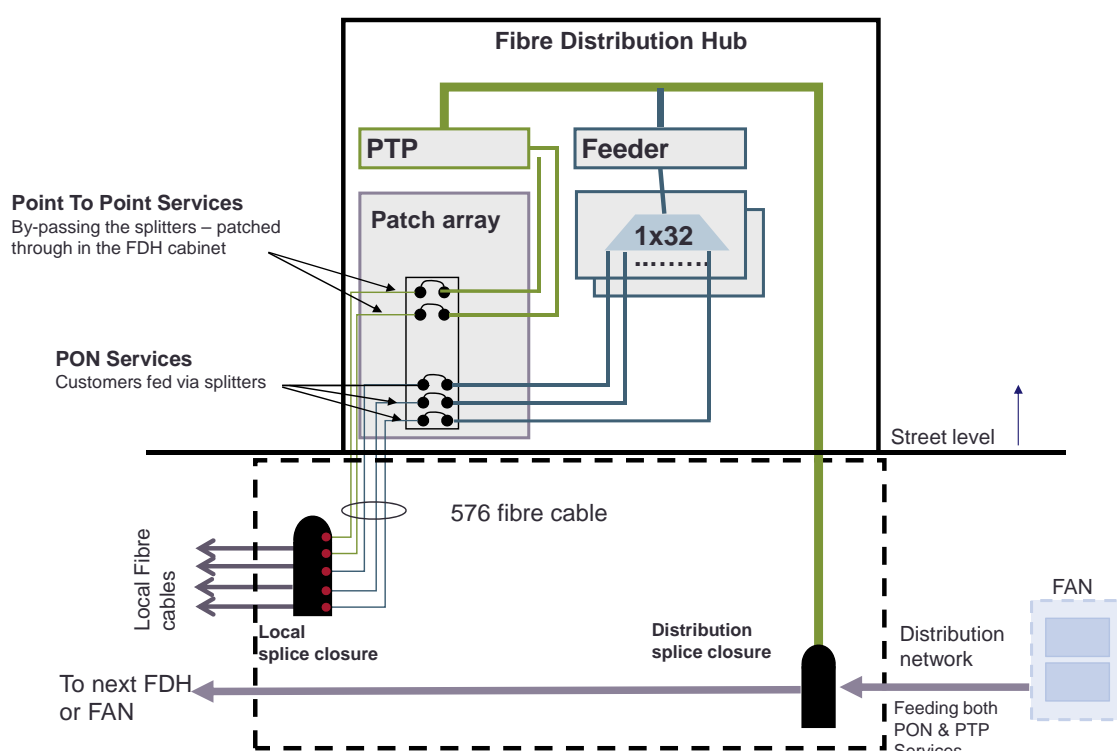 Fibre Distribution Hub
PTP
Feeder
Point To Point Services
By-passing the splitters – patched
through in the FDH cabinet
Patch array
1x32
PON Services
Customers fed via splitters
Street level
576 fibre cable
Local Fibre
cables
FAN
Local
splice closure
Distribution
splice closure
Distribution
network
To next FDH
or FAN
Feeding both
PON & PTP
Services